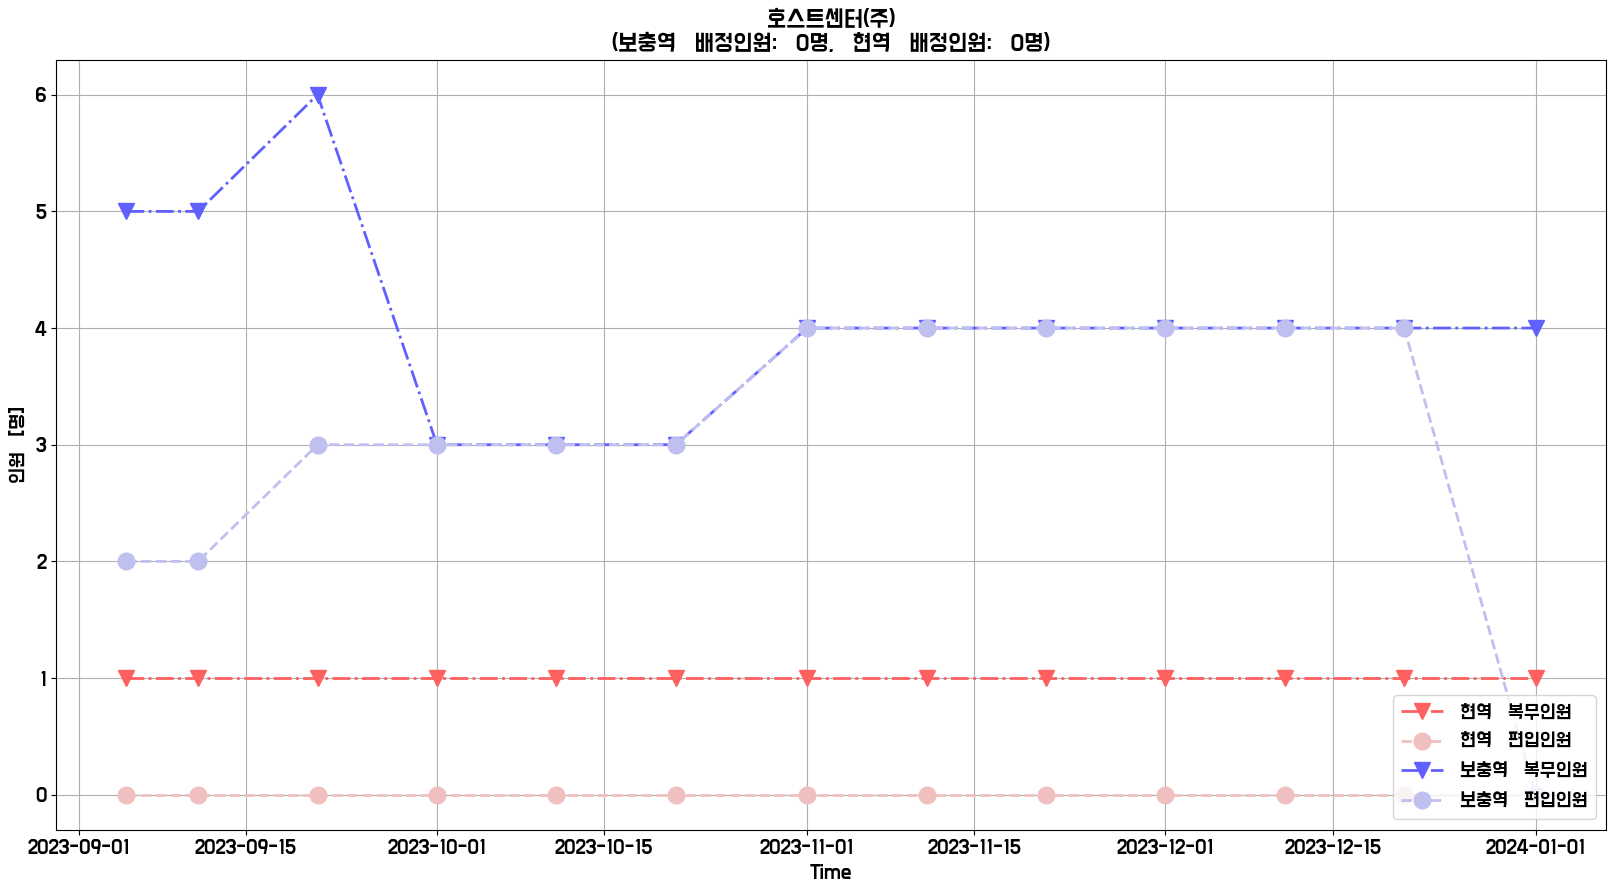 호스트센터(주)
(보충역 배정인원: 0명, 현역 배정인원: 0명)
인원 [명]
6
5
4
3
2
1
0
현역 복무인원
현역 편입인원
보충역 복무인원
보충역 편입인원
2023-09-01 2023-09-15 2023-10-01 2023-10-15 2023-11-01 2023-11-15 2023-12-01 2023-12-15 2024-01-01
Time